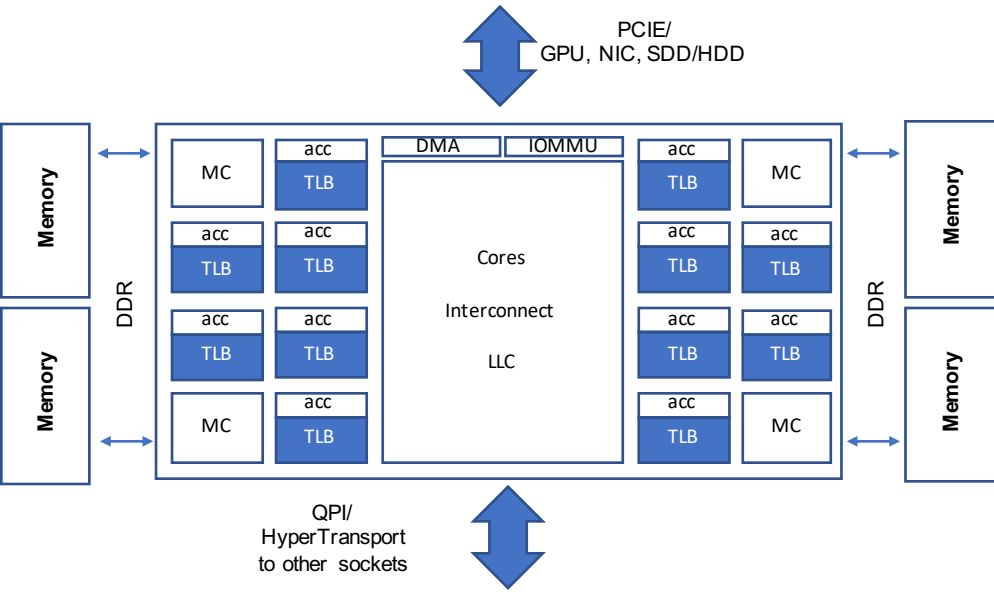 PCIE/
GPU, NIC, SDD/HDD
Memory
Memory
DDR
MC
acc
TLB
acc
TLB
acc
TLB
acc
TLB
acc
TLB
MC
acc
TLB
DMA
IOMMU
Cores
Interconnect
LLC
acc
TLB
MC
acc
TLB
acc
TLB
acc
TLB
acc
TLB
acc
TLB
MC
DDR
Memory
Memory
QPI/
HyperTransport
to other sockets